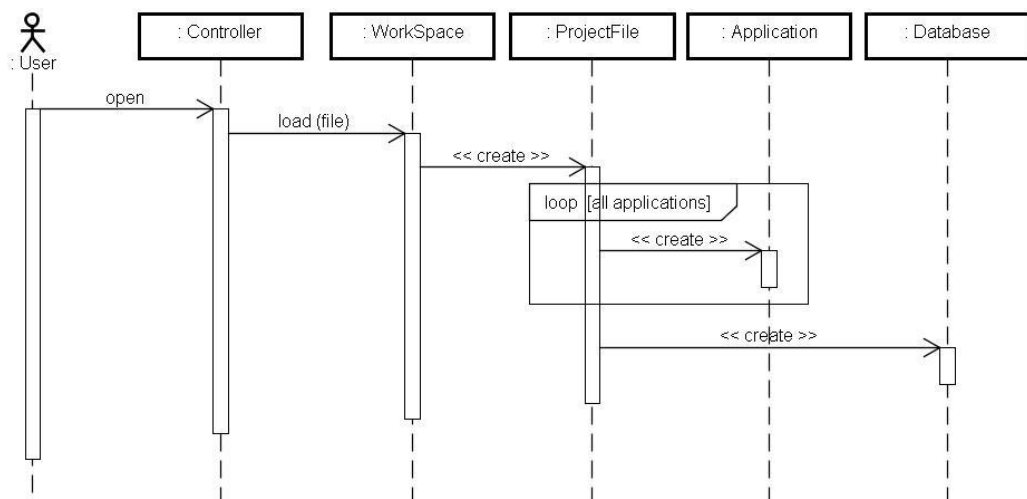 : Controller
: WorkSpace
: ProjectFile
: Application
: Database
: User
open
load (file)
<< create >>
loop [all applications]
<< create >>
<< create >>